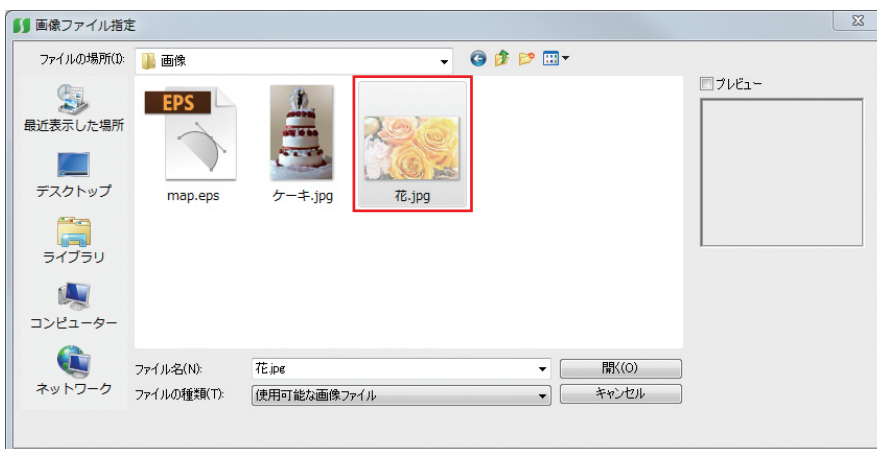 画像ファイル指定
ファイルの場所(I):
画像
プレビュー
最近表示した場所
デスクトップ
ライブラリ
コンピューター
ネットワーク
EPS
map.eps
ケーキ.jpg
花.jpg
ファイル名(N):
花.jpg
開く(O)
ファイルの種類(T):
使用可能な画像ファイル
キャンセル